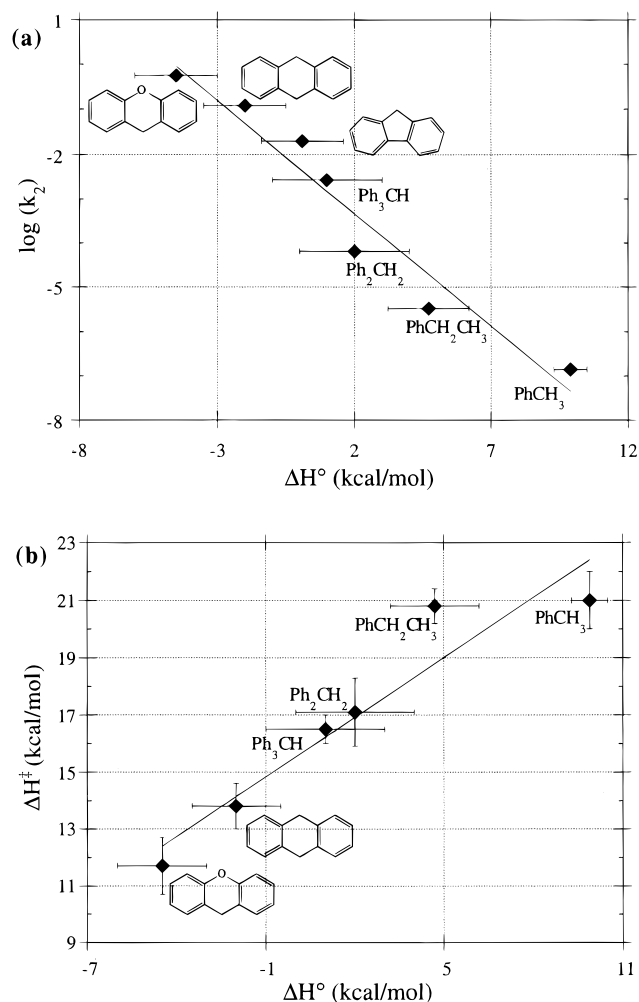 (a)
1
-2
-5
-8
log (k₂)
O
Ph₃CH
Ph₂CH₂
PhCH₂CH₃
PhCH₃
-8 -3 2 7 12
ΔH° (kcal/mol)
(b)
23
21
19
17
15
13
11
9
ΔH‡ (kcal/mol)
PhCH₂CH₃
PhCH₃
Ph₂CH₂
Ph₃CH
O
-7 -1 5 11
ΔH° (kcal/mol)